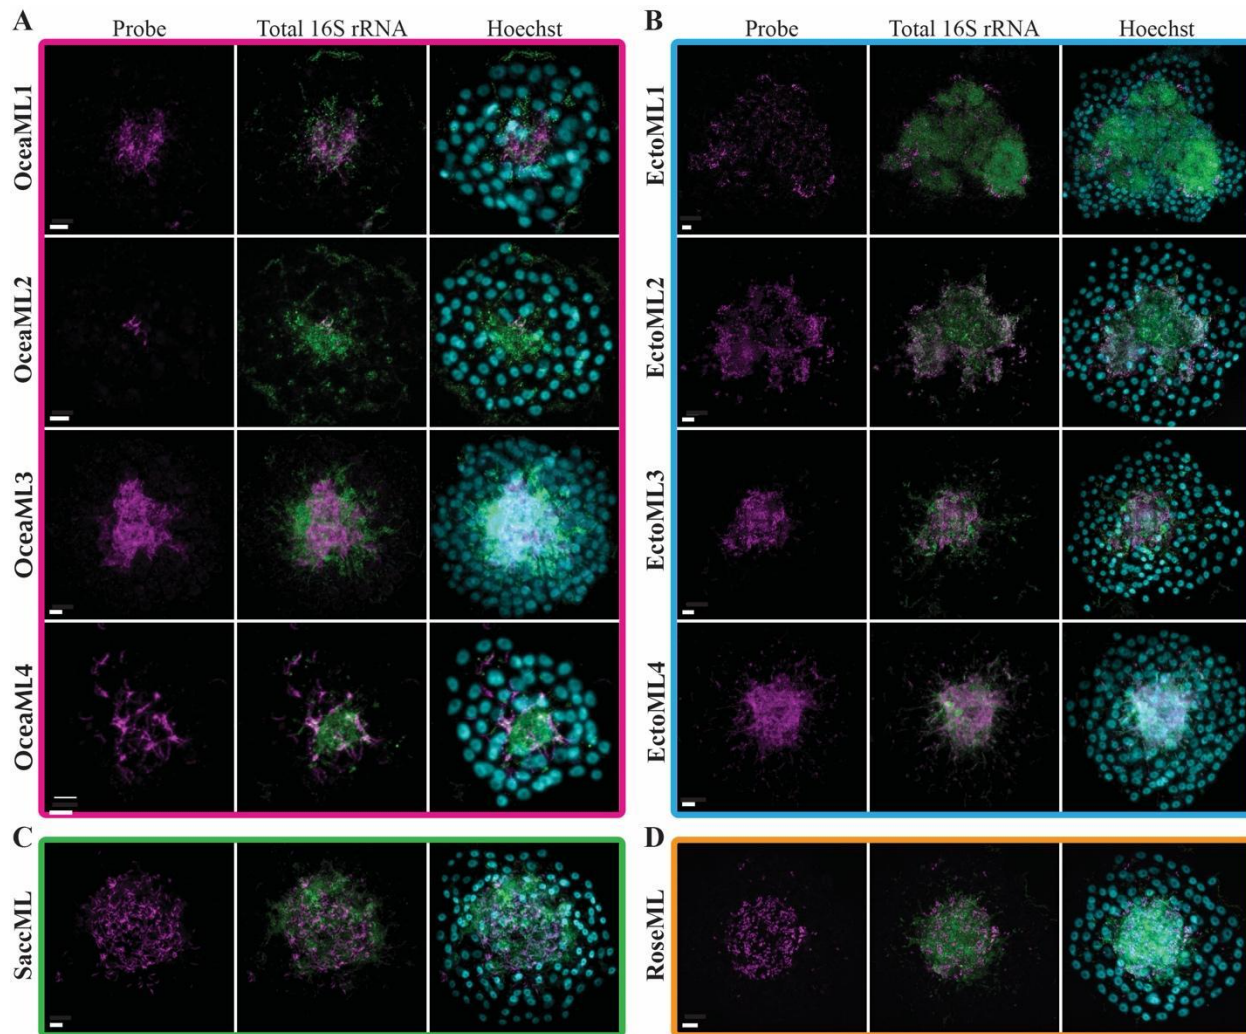 A
Probe Total 16S rRNA Hoechst
OceaML1
OceaML2
OceaML3
OceaML4
B
Probe Total 16S rRNA Hoechst
EctoML1
EctoML2
EctoML3
EctoML4
C
SaccML
D
RoseML